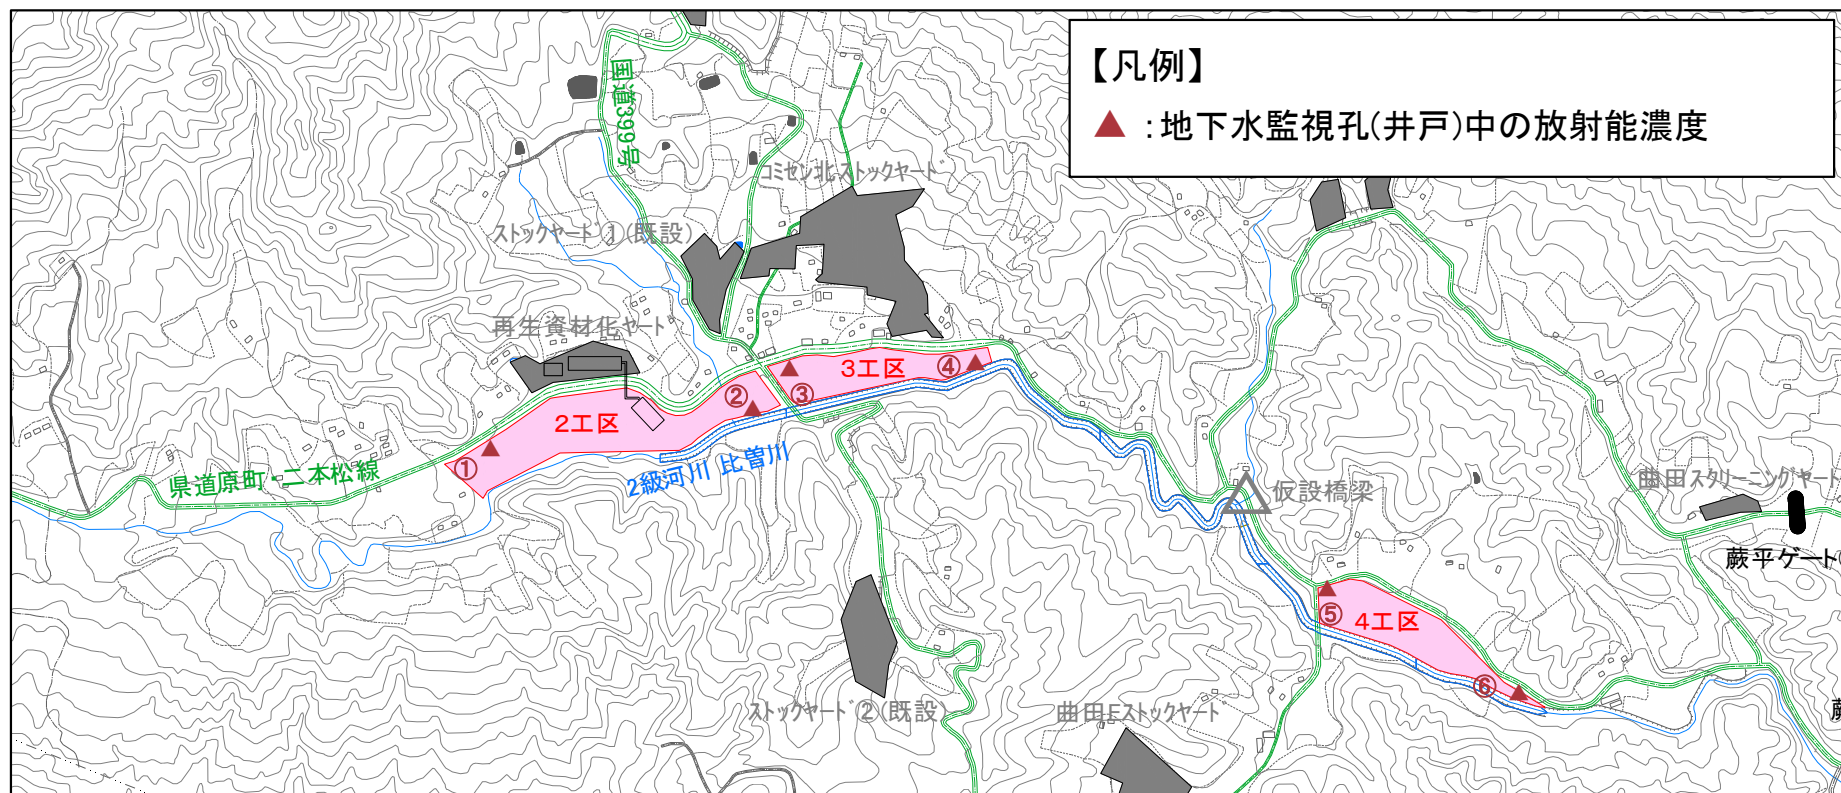 【凡例】
▲ :地下水監視孔(井戸)中の放射能濃度
国道399号
コミセン北ストックヤード
ストックヤード①(既設)
再生資材化ヤード
3工区
④
②
③
2工区
①
県道原町・二本松線
2級河川 比曽川
仮設橋梁
曲田スクリーニングヤード
蕨平ゲート
⑤
4工区
⑥
ストックヤード②(既設)
曲田Eストックヤード